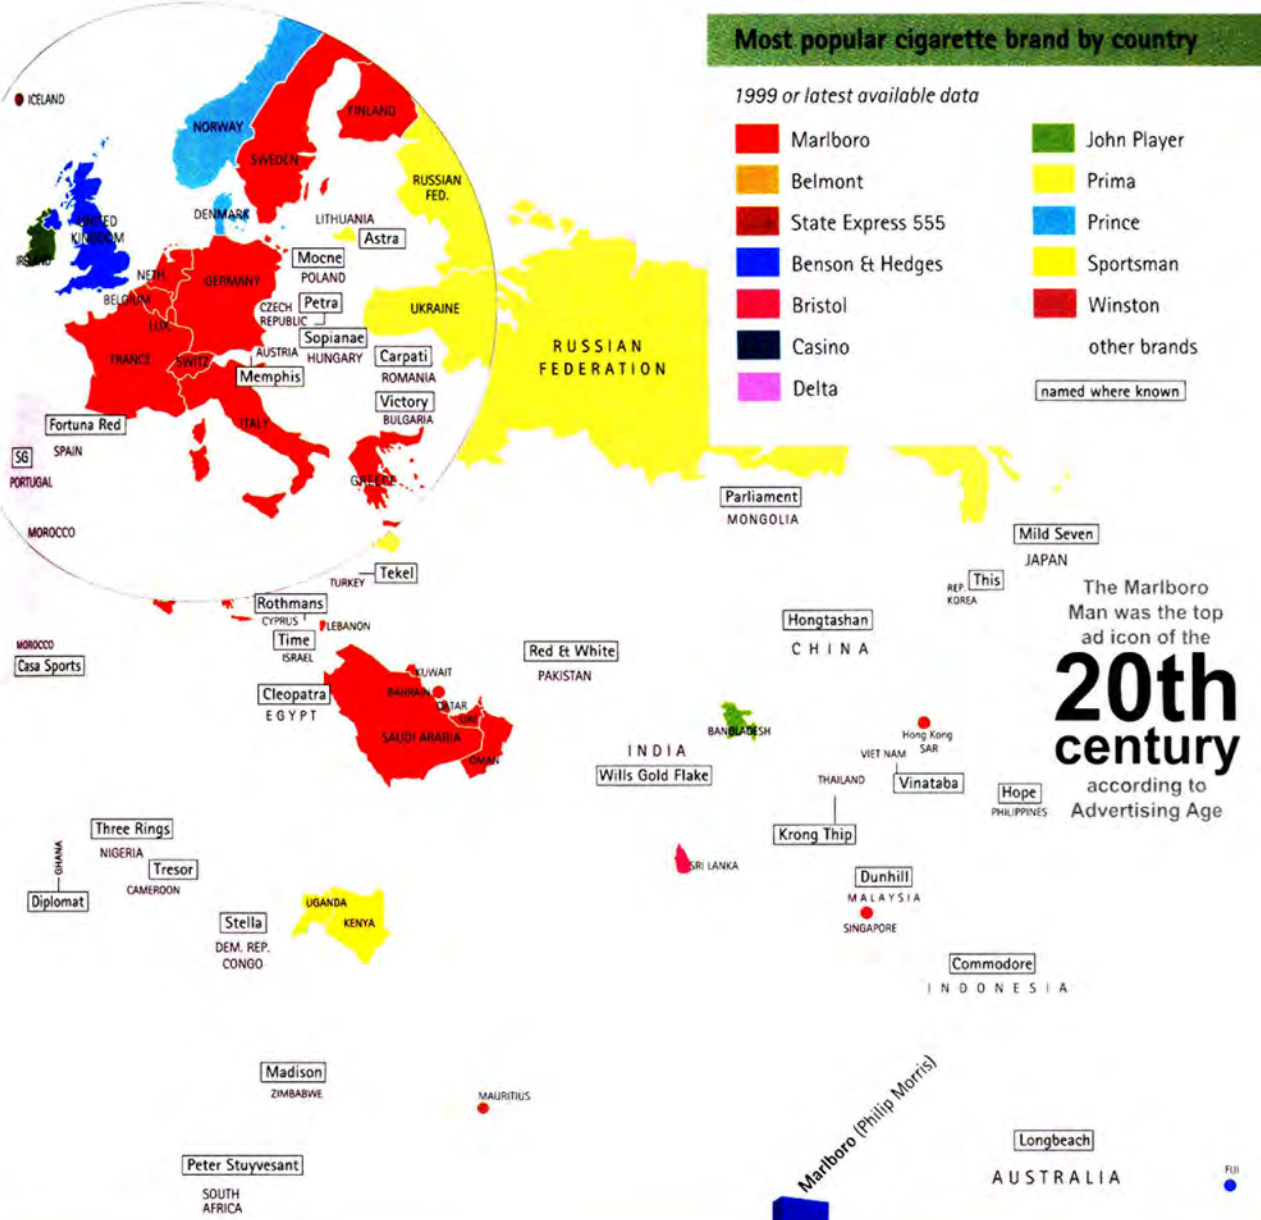 Most popular cigarette brand by country
1999 or latest available data
Marlboro
Belmont
State Express 555
Benson & Hedges
Bristol
Casino
Delta
John Player
Prima
Prince
Sportsman
Winston
other brands
named where known
ICELAND
NORWAY
FINLAND
SWEDEN
RUSSIAN
FED.
DENMARK
LITHUANIA
Astra
UNITED
KINGDOM
IRELAND
NETH.
BELGIUM
LUX.
GERMANY
Mocne
POLAND
CZECH
REPUBLIC
Petra
UKRAINE
Sopianae
HUNGARY
AUSTRIA
Memphis
FRANCE
SWITZ
Carpati
ROMANIA
Victory
BULGARIA
ITALY
GREECE
Fortuna Red
SPAIN
SG
PORTUGAL
MOROCCO
RUSSIAN
FEDERATION
Parliament
MONGOLIA
Mild Seven
JAPAN
TURKEY
Tekel
Rothmans
CYPRUS
LEBANON
Time
ISRAEL
MOROCCO
Casa Sports
Cleopatra
EGYPT
KUWAIT
BAHRAIN
QATAR
UAE
SAUDI ARABIA
OMAN
Red & White
PAKISTAN
Hongtashan
CHINA
REP.
KOREA
This
The Marlboro
Man was the top
ad icon of the
20th
century
according to
Advertising Age
INDIA
Wills Gold Flake
BANGLADESH
Hong Kong
SAR
VIET NAM
Vinataba
THAILAND
Krong Thip
Hope
PHILIPPINES
SRI LANKA
Dunhill
MALAYSIA
SINGAPORE
Commodore
INDONESIA
Three Rings
NIGERIA
Tresor
CAMEROON
GHANA
Diplomat
Stella
DEM. REP.
CONGO
UGANDA
KENYA
Madison
ZIMBABWE
MAURITIUS
Peter Stuyvesant
SOUTH
AFRICA
Marlboro (Philip Morris)
Longbeach
AUSTRALIA
FIJI